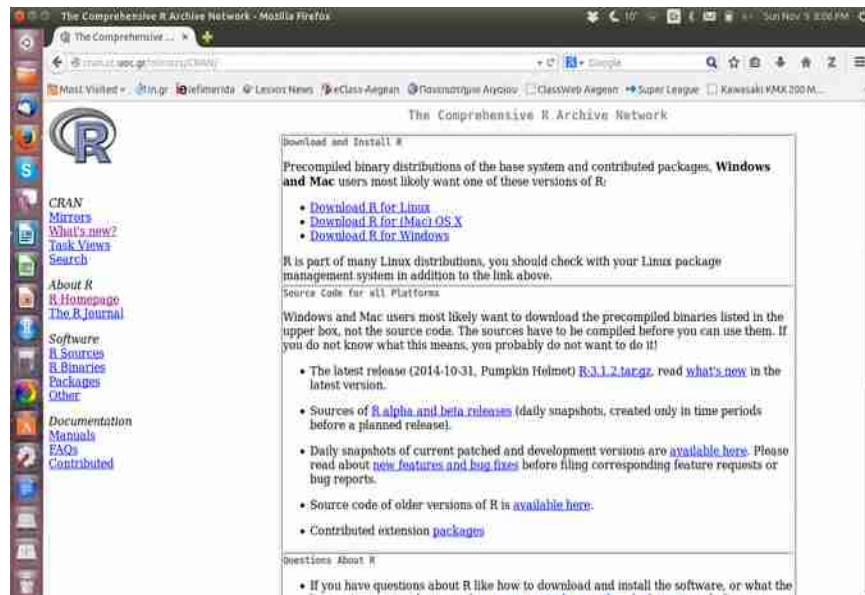 The Comprehensive R Archive Network - Mozilla Firefox
10°
Sun Nov 9 8:08 PM
The Comprehensive ...
Google
Most Visited
in.gr
iefimerida
Lesvos News
eClass-Aegean
ClassWeb Aegean
Super League
Kawasaki KMX 200 M...
R
CRAN
Mirrors
What's new?
Task Views
Search
About R
R Homepage
The R Journal
Software
R Sources
R Binaries
Packages
Other
Documentation
Manuals
FAQs
Contributed
The Comprehensive R Archive Network
Download and Install R
Precompiled binary distributions of the base system and contributed packages, Windows
and Mac users most likely want one of these versions of R:
• Download R for Linux
• Download R for (Mac) OS X
• Download R for Windows
R is part of many Linux distributions, you should check with your Linux package
management system in addition to the link above.
Source Code for all Platforms
Windows and Mac users most likely want to download the precompiled binaries listed in the
upper box, not the source code. The sources have to be compiled before you can use them. If
you do not know what this means, you probably do not want to do it!
• The latest release (2014-10-31, Pumpkin Helmet) R-3.1.2.tar.gz, read what's new in the
latest version.
• Sources of R alpha and beta releases (daily snapshots, created only in time periods
before a planned release).
• Daily snapshots of current patched and development versions are available here. Please
read about new features and bug fixes before filing corresponding feature requests or
bug reports.
• Source code of older versions of R is available here.
• Contributed extension packages
Questions About R
• If you have questions about R like how to download and install the software, or what the